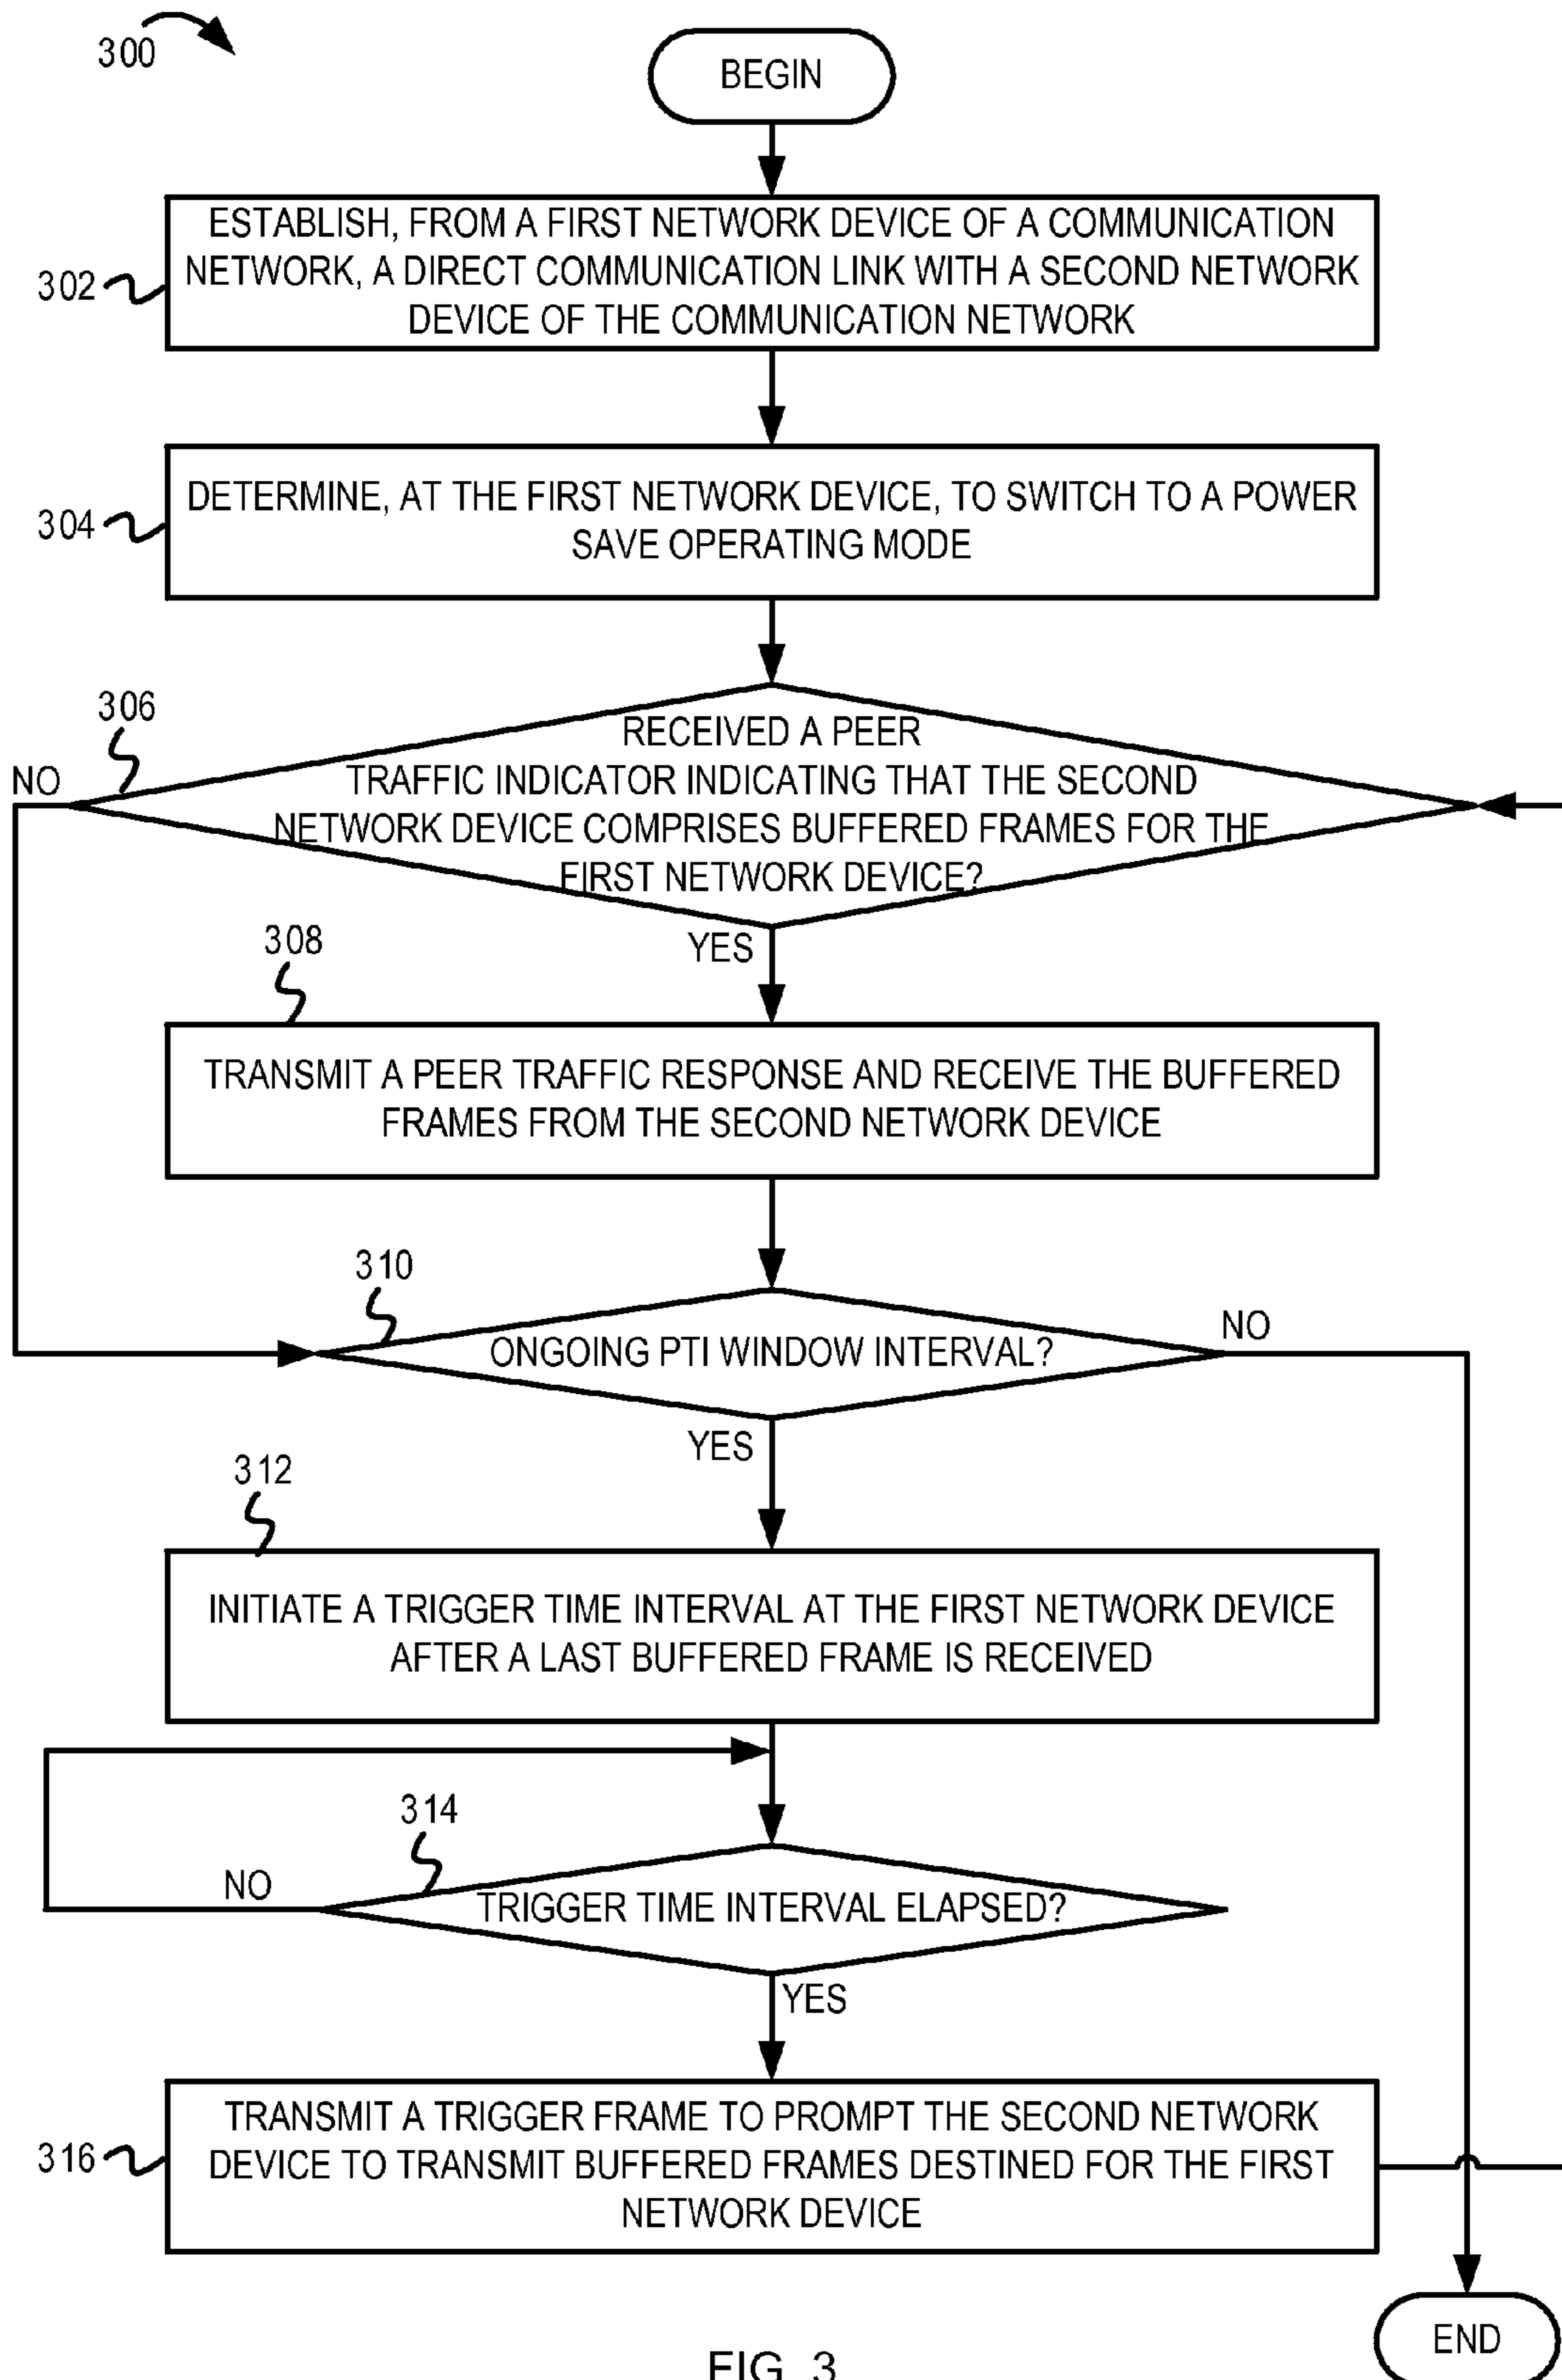 300
BEGIN
ESTABLISH, FROM A FIRST NETWORK DEVICE OF A COMMUNICATION
NETWORK, A DIRECT COMMUNICATION LINK WITH A SECOND NETWORK
DEVICE OF THE COMMUNICATION NETWORK
302
DETERMINE, AT THE FIRST NETWORK DEVICE, TO SWITCH TO A POWER
SAVE OPERATING MODE
304
306
RECEIVED A PEER
TRAFFIC INDICATOR INDICATING THAT THE SECOND
NETWORK DEVICE COMPRISES BUFFERED FRAMES FOR THE
FIRST NETWORK DEVICE?
NO
YES
308
TRANSMIT A PEER TRAFFIC RESPONSE AND RECEIVE THE BUFFERED
FRAMES FROM THE SECOND NETWORK DEVICE
310
ONGOING PTI WINDOW INTERVAL?
NO
YES
312
INITIATE A TRIGGER TIME INTERVAL AT THE FIRST NETWORK DEVICE
AFTER A LAST BUFFERED FRAME IS RECEIVED
314
NO
TRIGGER TIME INTERVAL ELAPSED?
YES
TRANSMIT A TRIGGER FRAME TO PROMPT THE SECOND NETWORK
DEVICE TO TRANSMIT BUFFERED FRAMES DESTINED FOR THE FIRST
NETWORK DEVICE
316
END
FIG. 3